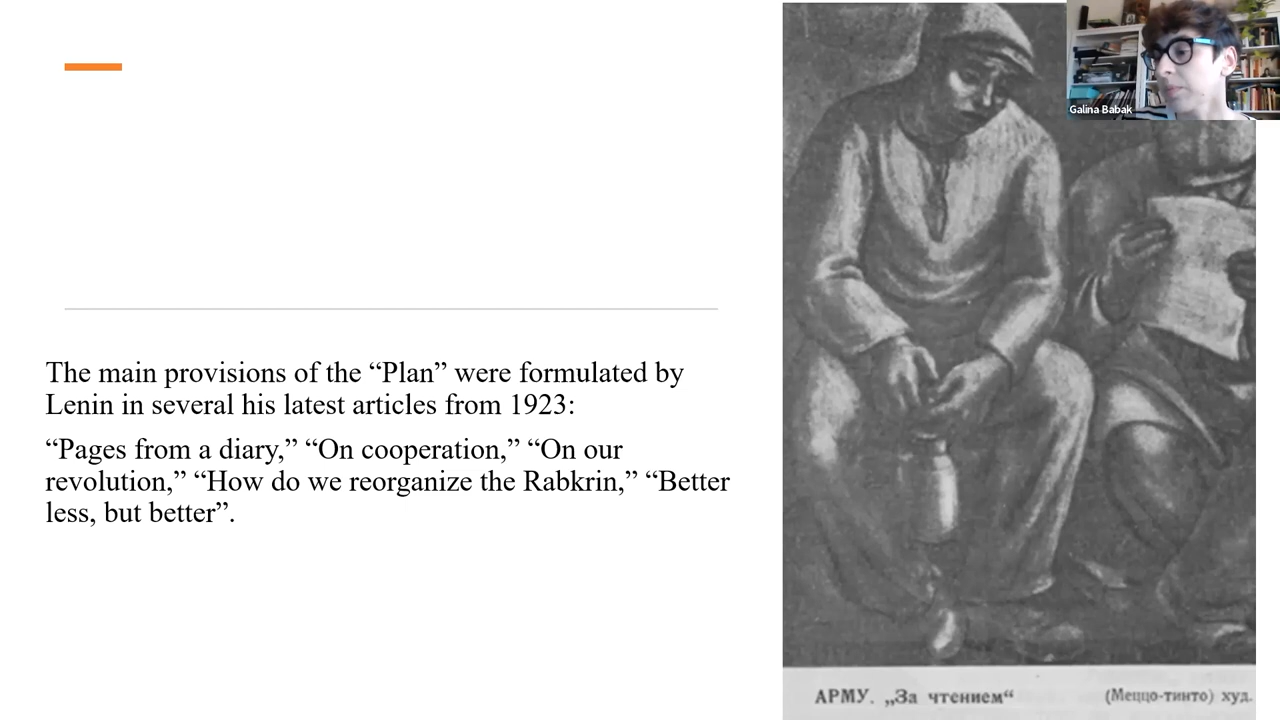 The main provisions of the “Plan” were formulated by
Lenin in several his latest articles from 1923:
“Pages from a diary,” “On cooperation,” “On our
revolution,” “How do we reorganize the Rabkrin,” “Better
less, but better”.
Galina Babak
АРМУ. „За чтением“
(Меццо-тинто) худ.